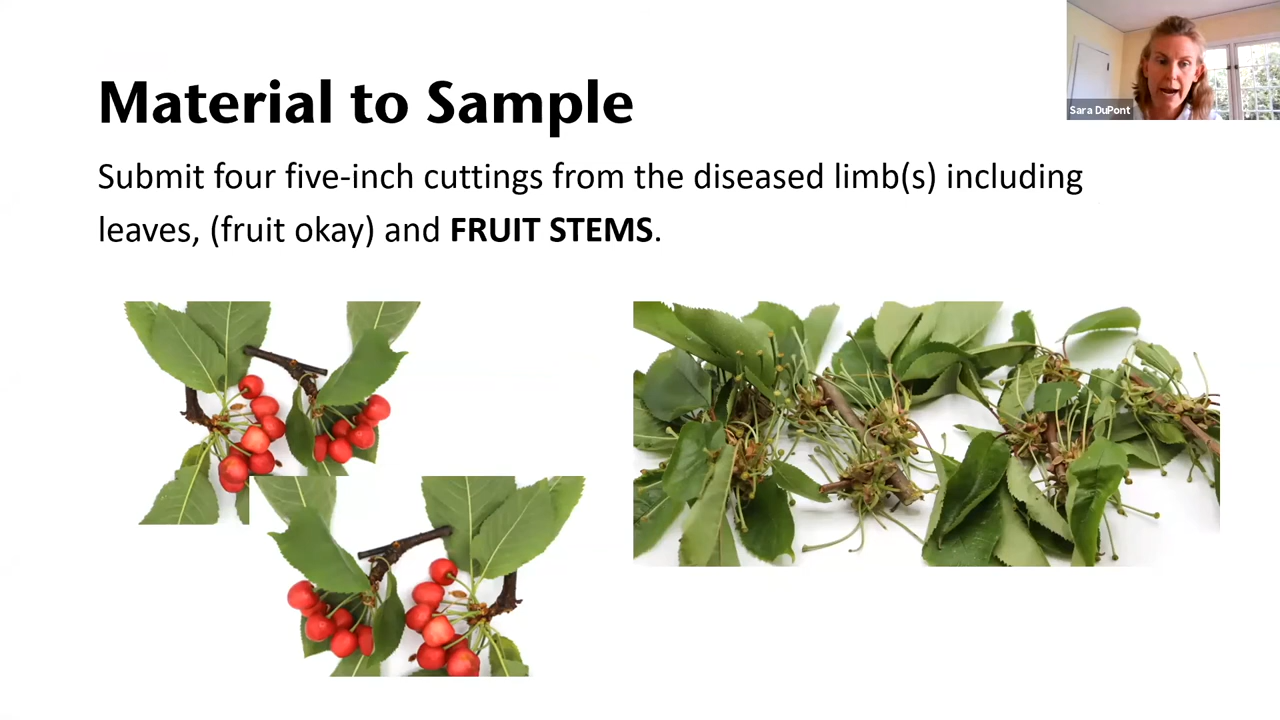 Material to Sample
Submit four five-inch cuttings from the diseased limb(s) including
leaves, (fruit okay) and FRUIT STEMS.
Sara DuPont